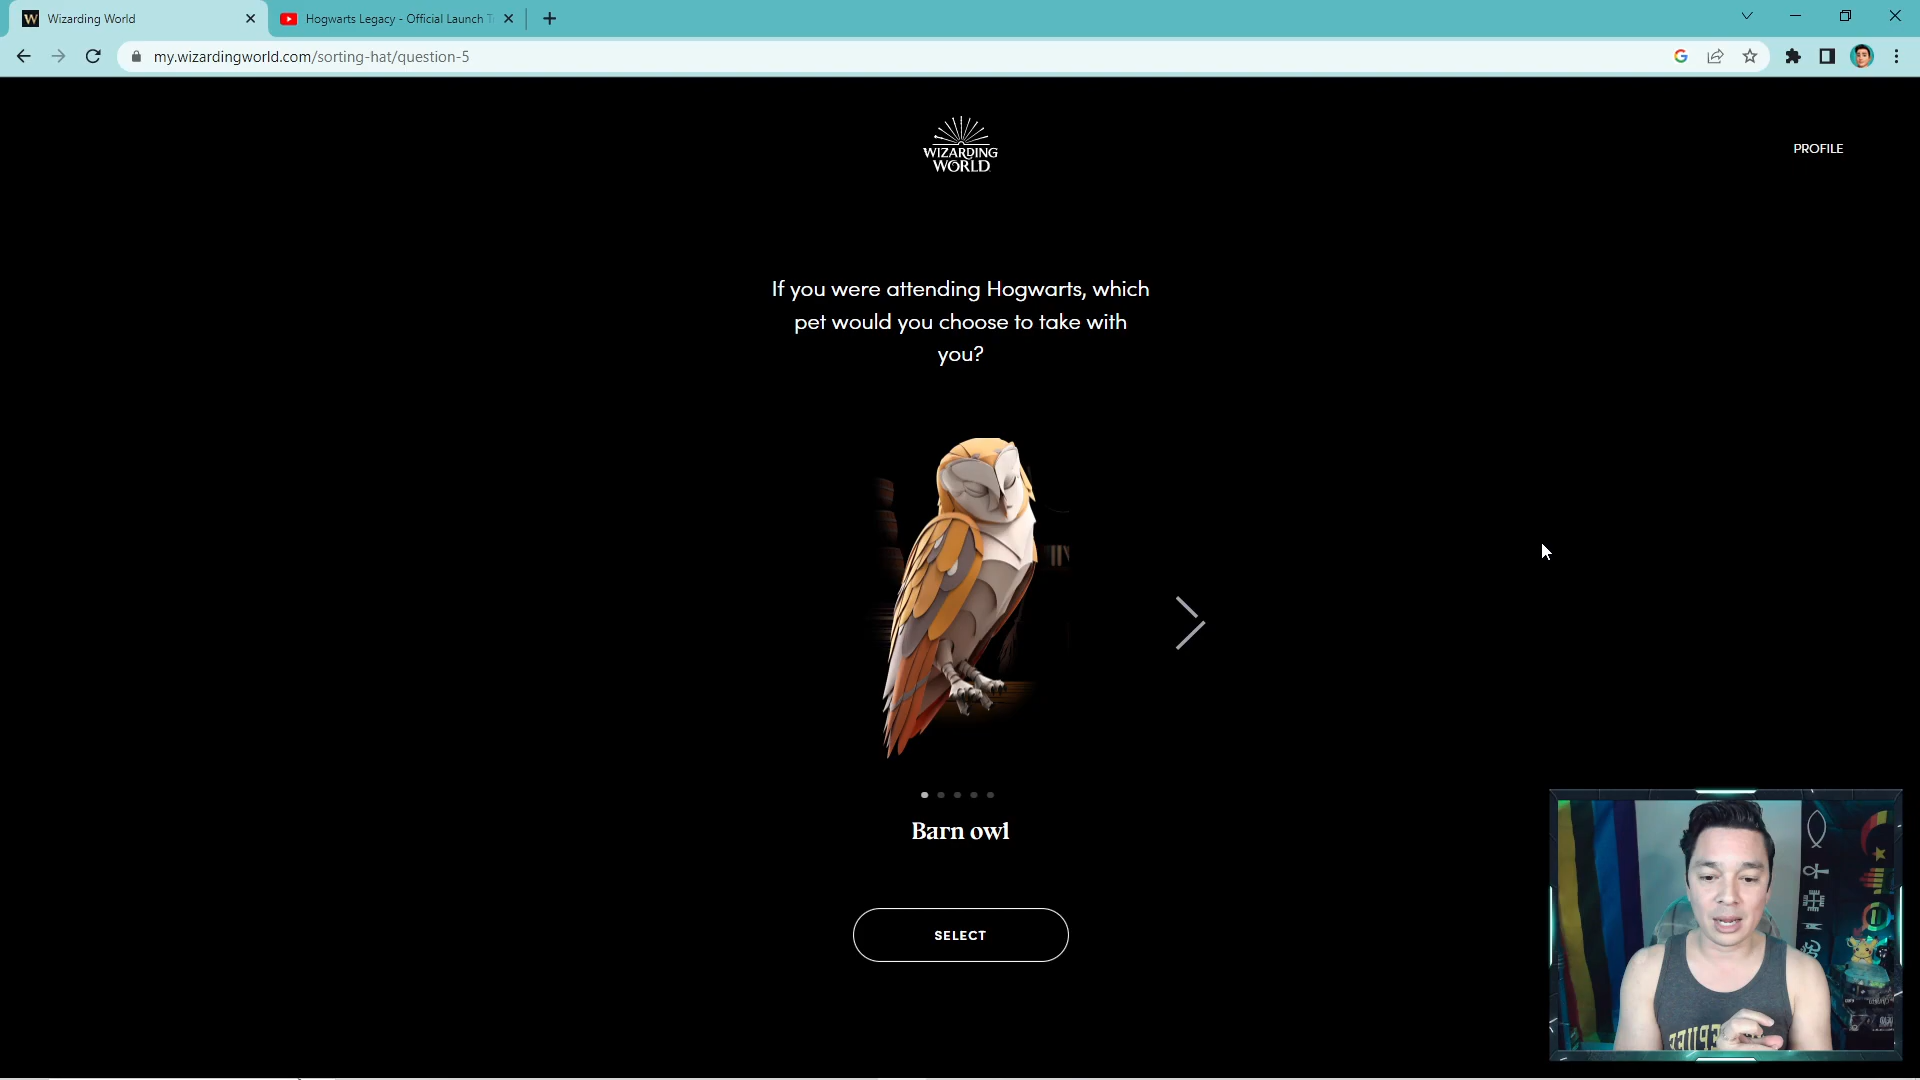 Wizarding World
Hogwarts Legacy - Official Launch T
my.wizardingworld.com/sorting-hat/question-5
WIZARDING
WORLD
PROFILE
If you were attending Hogwarts, which
pet would you choose to take with
you?
Barn owl
SELECT